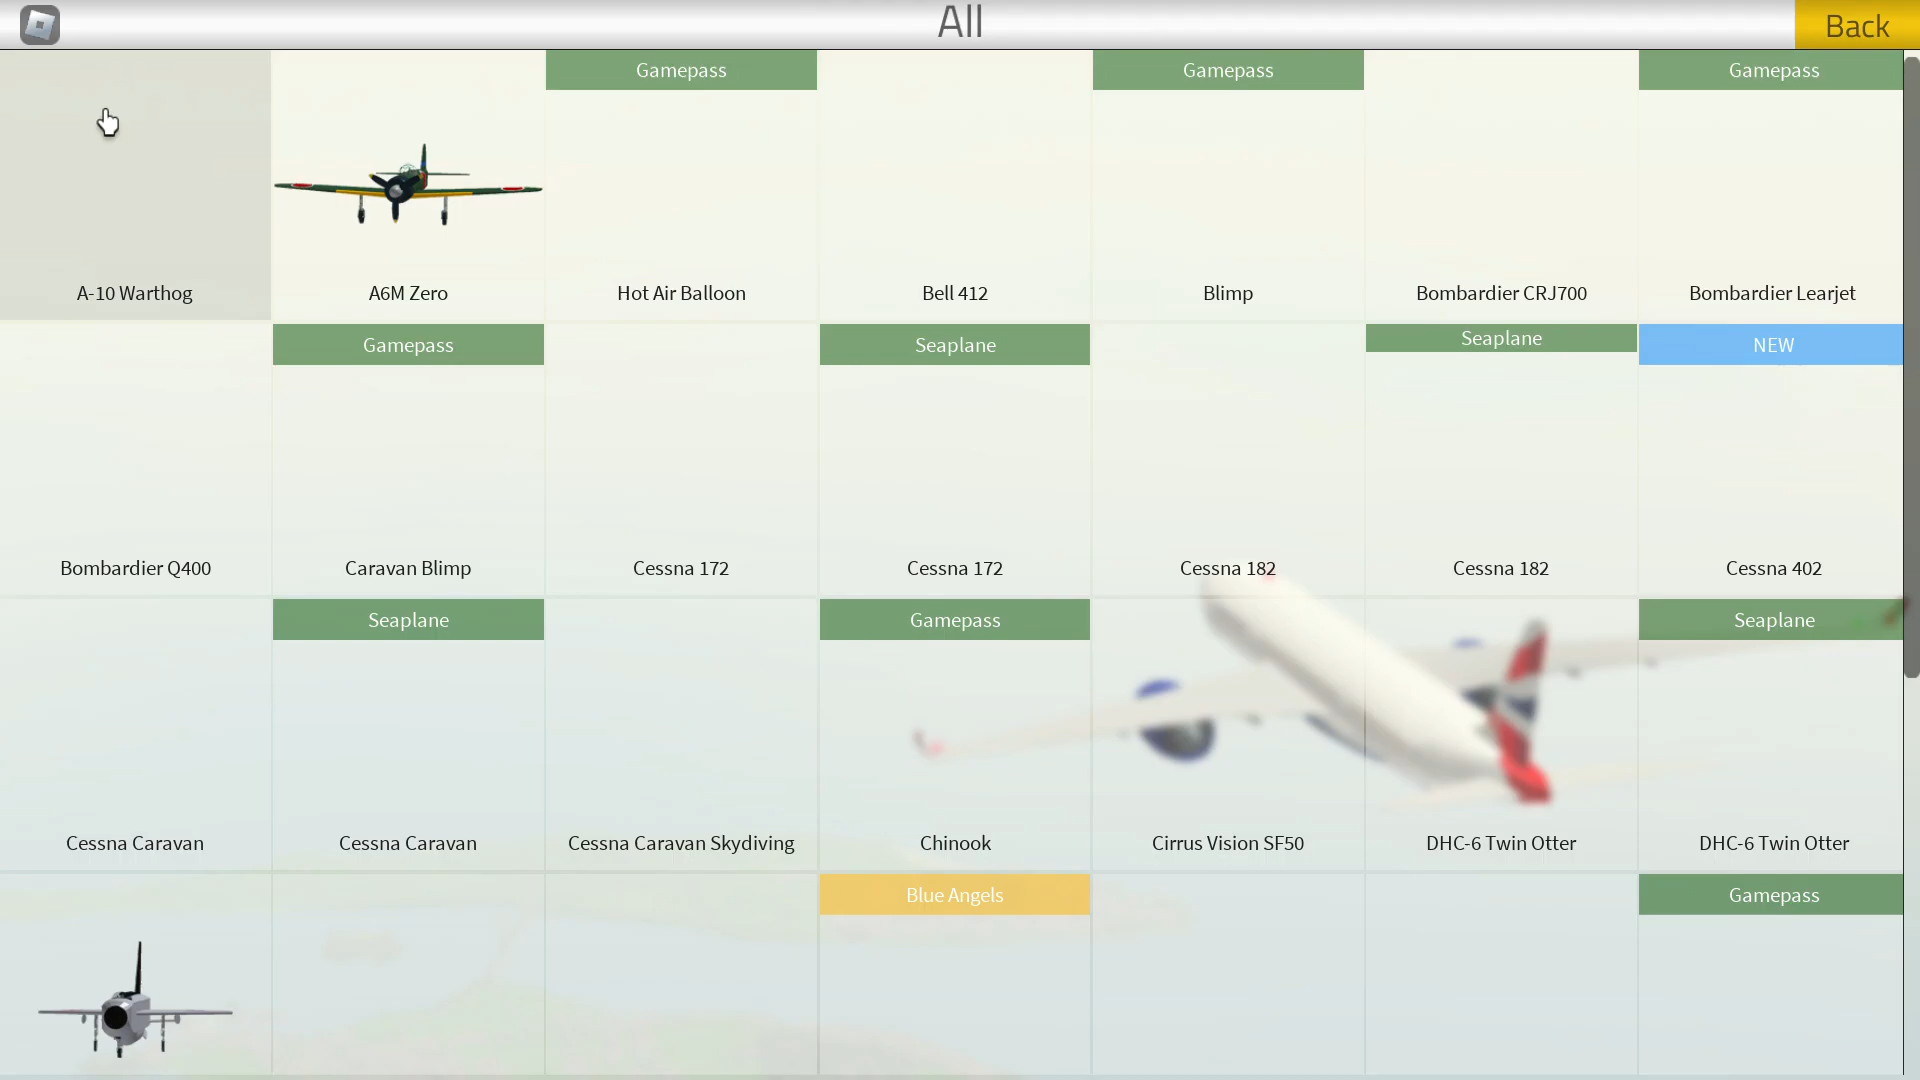 All
Back
Gamepass
Gamepass
Gamepass
A-10 Warthog
A6M Zero
Hot Air Balloon
Bell 412
Blimp
Bombardier CRJ700
Bombardier Learjet
Gamepass
Seaplane
Seaplane
NEW
Bombardier Q400
Caravan Blimp
Cessna 172
Cessna 172
Cessna 182
Cessna 182
Cessna 402
Seaplane
Gamepass
Seaplane
Cessna Caravan
Cessna Caravan
Cessna Caravan Skydiving
Chinook
Cirrus Vision SF50
DHC-6 Twin Otter
DHC-6 Twin Otter
Blue Angels
Gamepass